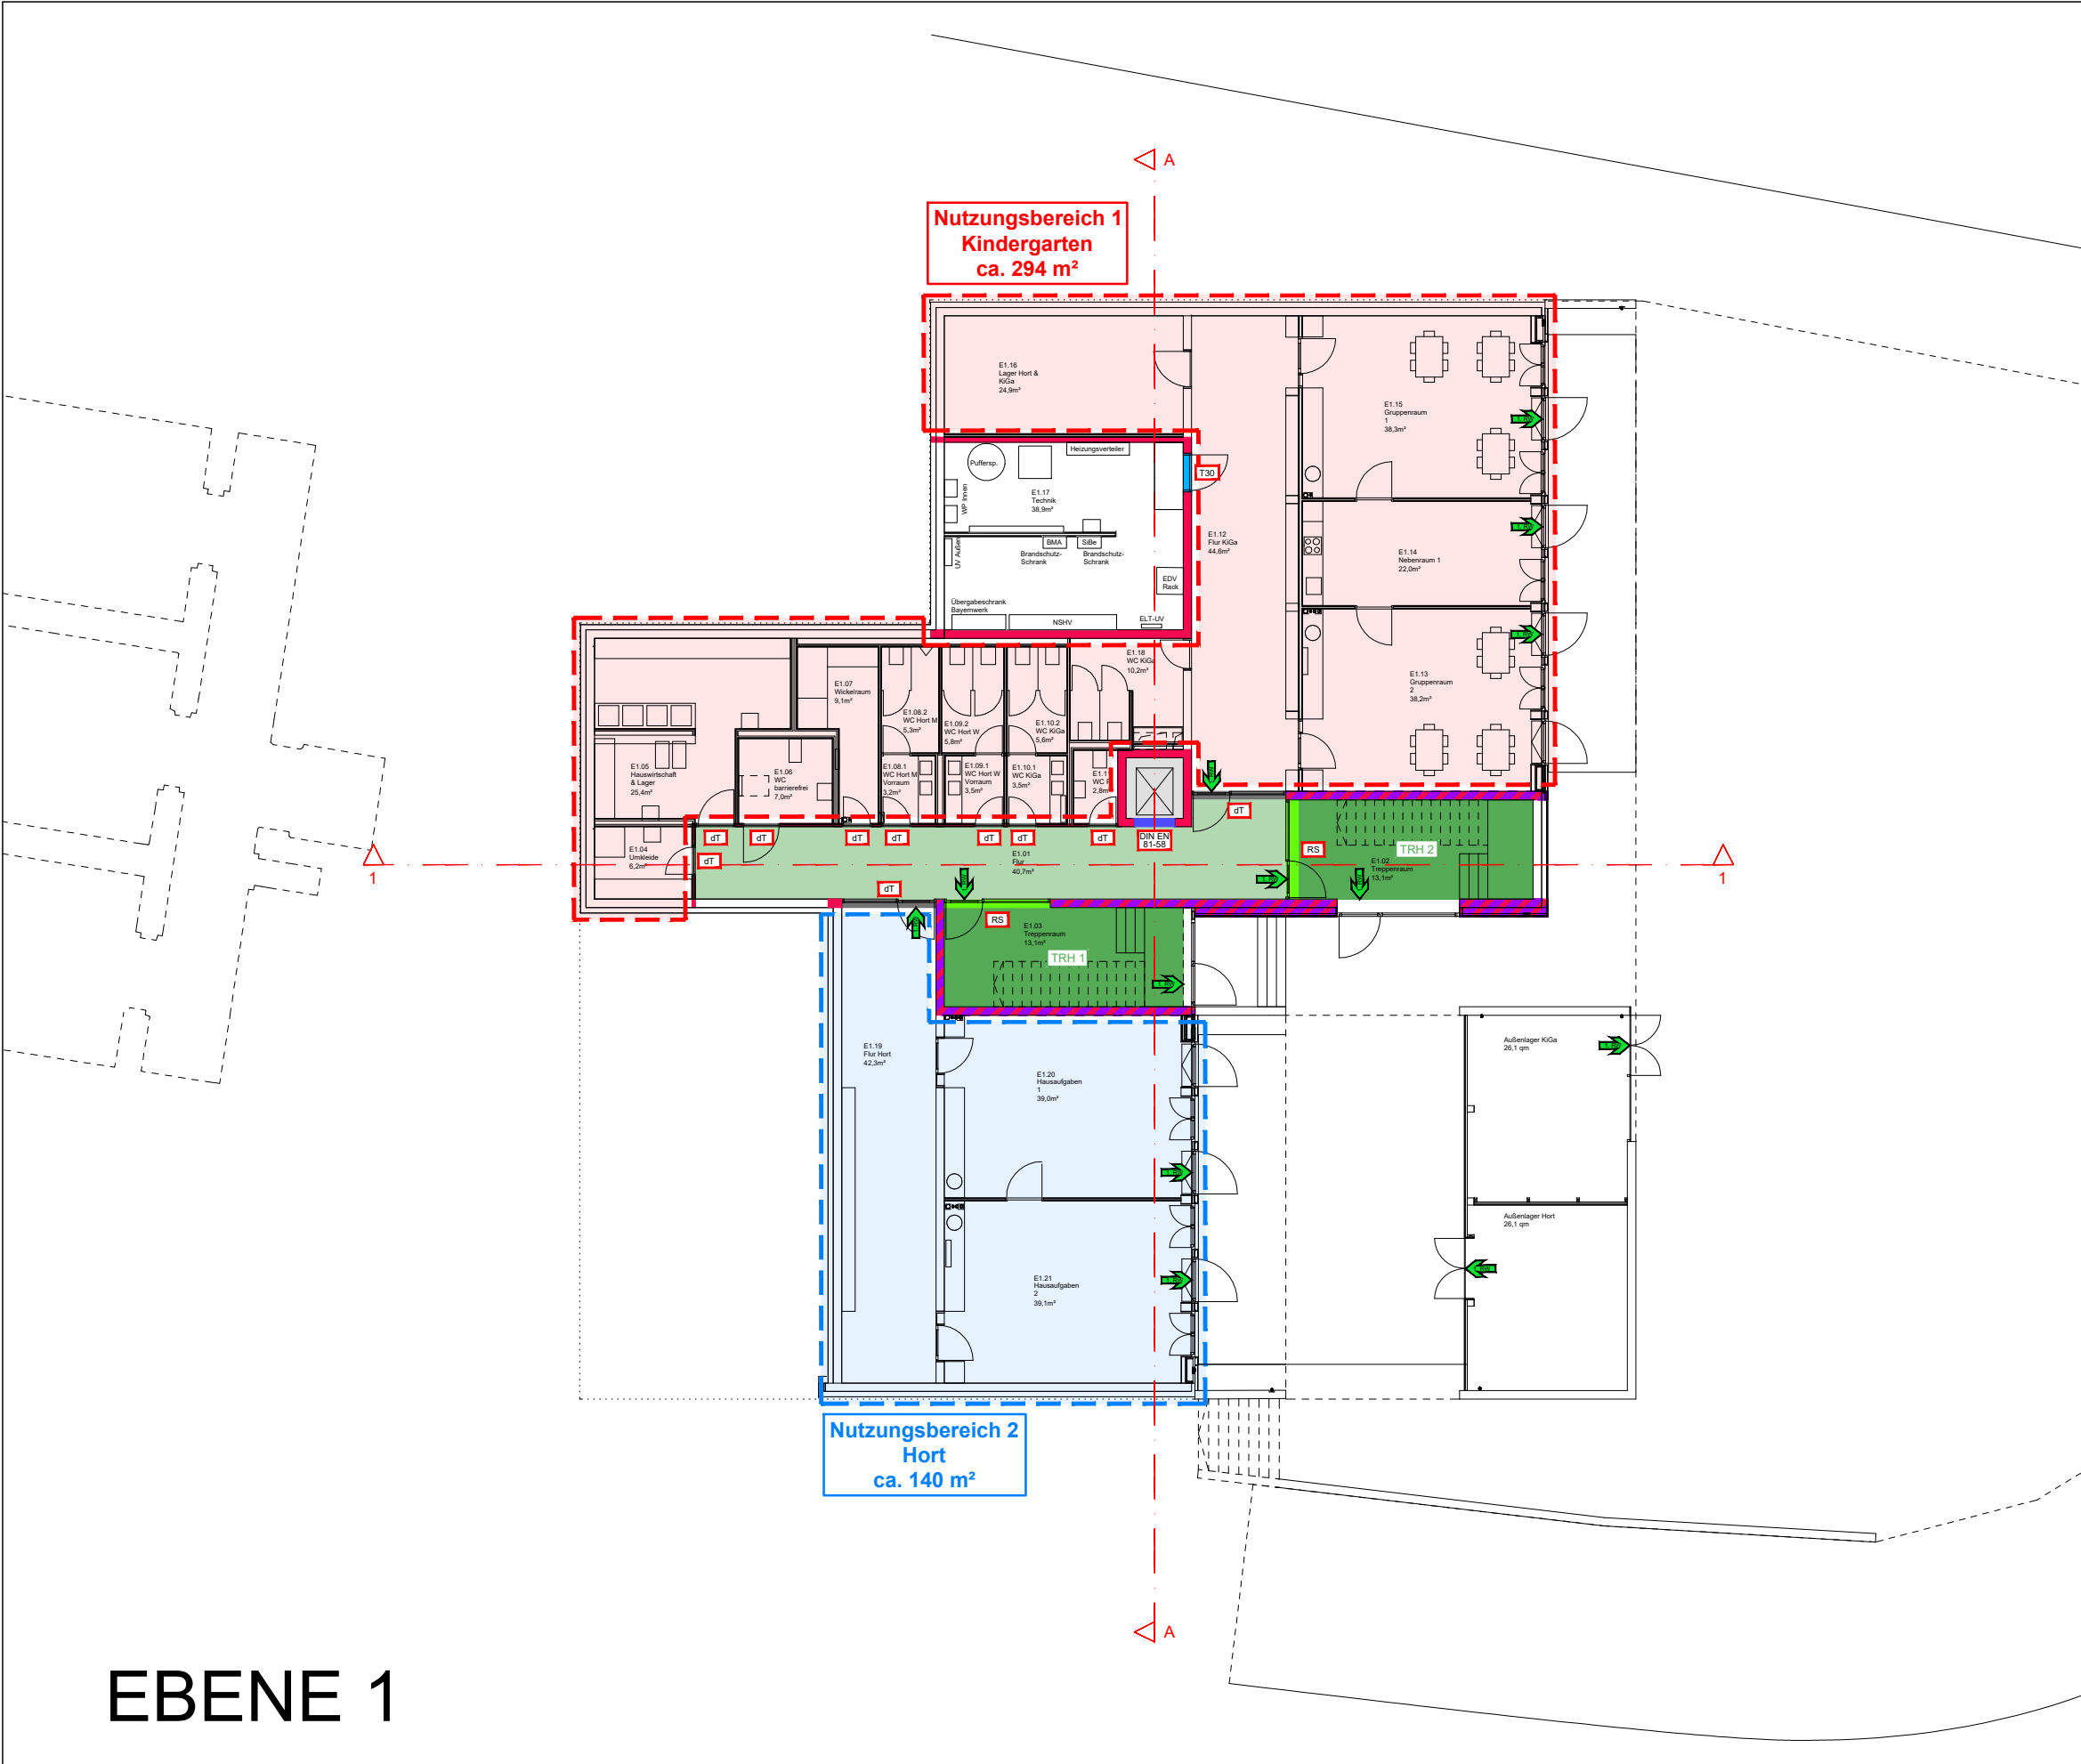 A
Nutzungsbereich 1
Kindergarten
ca. 294 m²
E1.16
Lager Hort &
KiGa
24,9m²
E1.15
Gruppenraum
1
38,3m²
Puffersp.
Heizungsverteiler
T30
WP Innen
E1.17
Technik
38,9m²
E1.12
Flur KiGa
44,6m²
E1.14
Nebenraum 1
22,0m²
UV Außen
BMA
SiBe
Brandschutz-
Schrank
Brandschutz-
Schrank
EDV
Rack
Übergabeschrank
Bayernwerk
NSHV
ELT-UV
E1.18
WC KiGa
10,2m²
E1.13
Gruppenraum
2
38,2m²
E1.07
Wickelraum
9,1m²
E1.08.2
WC Hort M
5,3m²
E1.09.2
WC Hort W
5,8m²
E1.10.2
WC KiGa
5,6m²
E1.05
Hauswirtschaft
& Lager
25,4m²
E1.06
WC
barrierefrei
7,0m²
E1.08.1
WC Hort M
Vorraum
3,2m²
E1.09.1
WC Hort W
Vorraum
3,5m²
E1.10.1
WC KiGa
3,5m²
E1.1
WC
2,8m²
dT
dT
dT
dT
dT
dT
dT
dT
DIN EN
81-58
E1.04
Umkleide
6,2m²
dT
E1.01
Flur
40,7m²
RS
TRH 2
E1.02
Treppenraum
13,1m²
1
1
dT
RS
E1.03
Treppenraum
13,1m²
TRH 1
E1.19
Flur Hort
42,3m²
E1.20
Hausaufgaben
1
39,0m²
Außenlager KiGa
26,1 qm
Außenlager Hort
26,1 qm
E1.21
Hausaufgaben
2
39,1m²
Nutzungsbereich 2
Hort
ca. 140 m²
A
EBENE 1